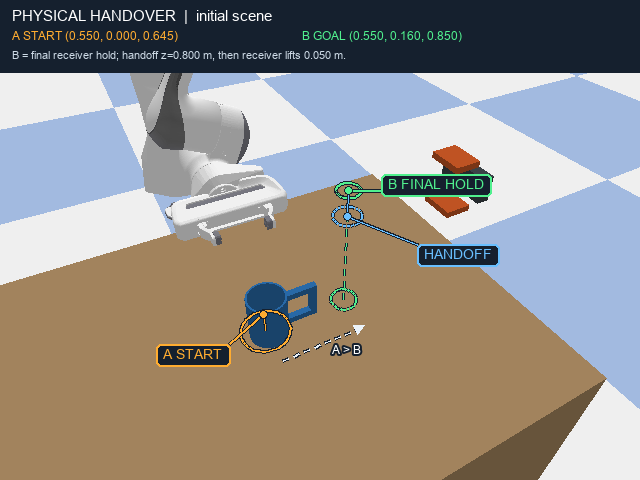 PHYSICAL HANDOVER | initial scene
A START (0.550, 0.000, 0.645)
B GOAL (0.550, 0.160, 0.850)
B = final receiver hold; handoff z=0.800 m, then receiver lifts 0.050 m.
B FINAL HOLD
HANDOFF
A START
A > B